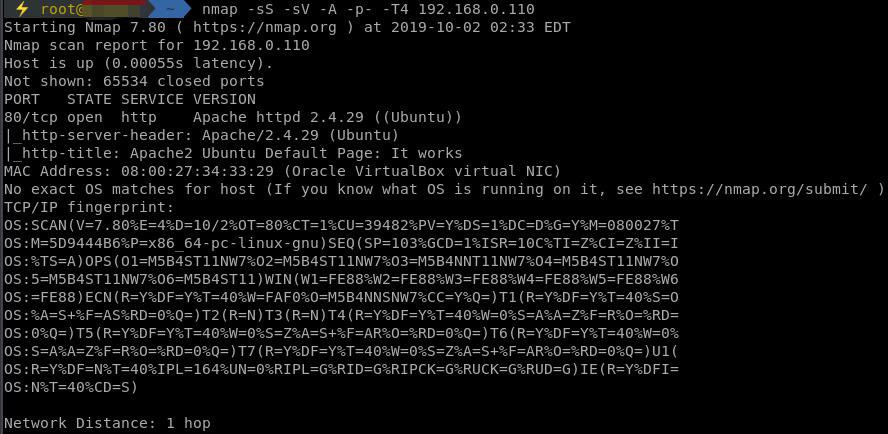 ⚡ root@ ~ nmap -sS -sV -A -p- -T4 192.168.0.110
Starting Nmap 7.80 ( https://nmap.org ) at 2019-10-02 02:33 EDT
Nmap scan report for 192.168.0.110
Host is up (0.00055s latency).
Not shown: 65534 closed ports
PORT   STATE SERVICE VERSION
80/tcp open  http    Apache httpd 2.4.29 ((Ubuntu))
|_http-server-header: Apache/2.4.29 (Ubuntu)
|_http-title: Apache2 Ubuntu Default Page: It works
MAC Address: 08:00:27:34:33:29 (Oracle VirtualBox virtual NIC)
No exact OS matches for host (If you know what OS is running on it, see https://nmap.org/submit/ )
TCP/IP fingerprint:
OS:SCAN(V=7.80%E=4%D=10/2%OT=80%CT=1%CU=39482%PV=Y%DS=1%DC=D%G=Y%M=080027%T
OS:M=5D9444B6%P=x86_64-pc-linux-gnu)SEQ(SP=103%GCD=1%ISR=10C%TI=Z%CI=Z%II=I
OS:%TS=A)OPS(O1=M5B4ST11NW7%O2=M5B4ST11NW7%O3=M5B4NNT11NW7%O4=M5B4ST11NW7%O
OS:5=M5B4ST11NW7%O6=M5B4ST11)WIN(W1=FE88%W2=FE88%W3=FE88%W4=FE88%W5=FE88%W6
OS:=FE88)ECN(R=Y%DF=Y%T=40%W=FAF0%O=M5B4NNSNW7%CC=Y%Q=)T1(R=Y%DF=Y%T=40%S=O
OS:%A=S+%F=AS%RD=0%Q=)T2(R=N)T3(R=N)T4(R=Y%DF=Y%T=40%W=0%S=A%A=Z%F=R%O=%RD=
OS:0%Q=)T5(R=Y%DF=Y%T=40%W=0%S=Z%A=S+%F=AR%O=%RD=0%Q=)T6(R=Y%DF=Y%T=40%W=0%
OS:S=A%A=Z%F=R%O=%RD=0%Q=)T7(R=Y%DF=Y%T=40%W=0%S=Z%A=S+%F=AR%O=%RD=0%Q=)U1(
OS:R=Y%DF=N%T=40%IPL=164%UN=0%RIPL=G%RID=G%RIPCK=G%RUCK=G%RUD=G)IE(R=Y%DFI=
OS:N%T=40%CD=S)
Network Distance: 1 hop